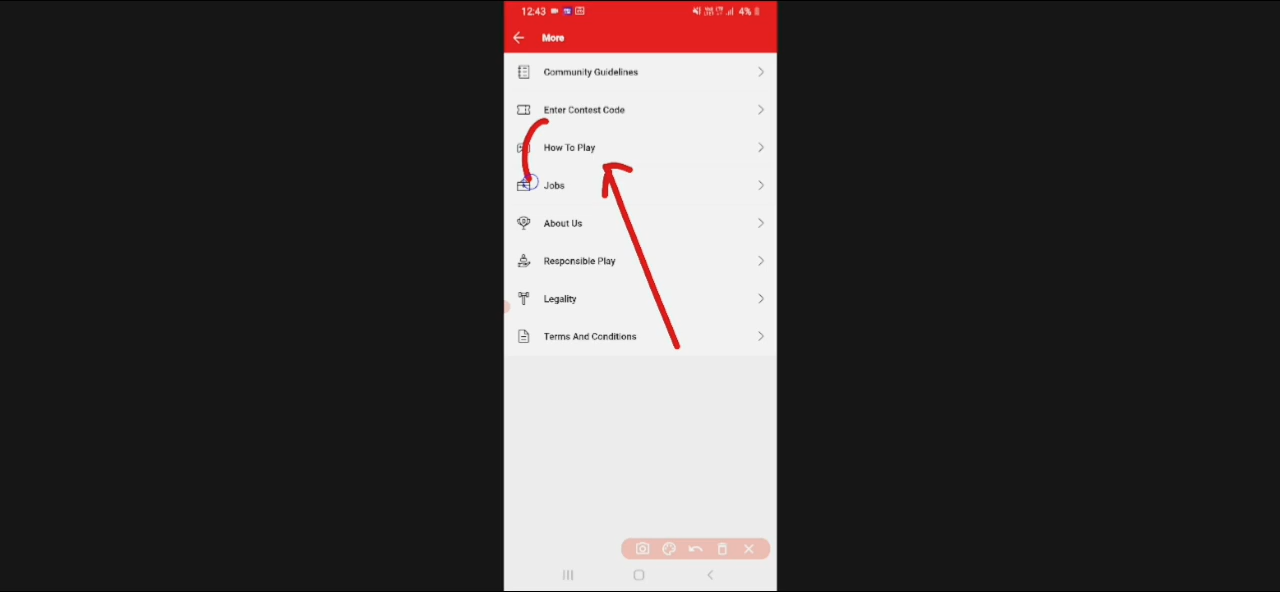 12:43
4%
More
Community Guidelines
Enter Contest Code
How To Play
Jobs
About Us
Responsible Play
Legality
Terms And Conditions